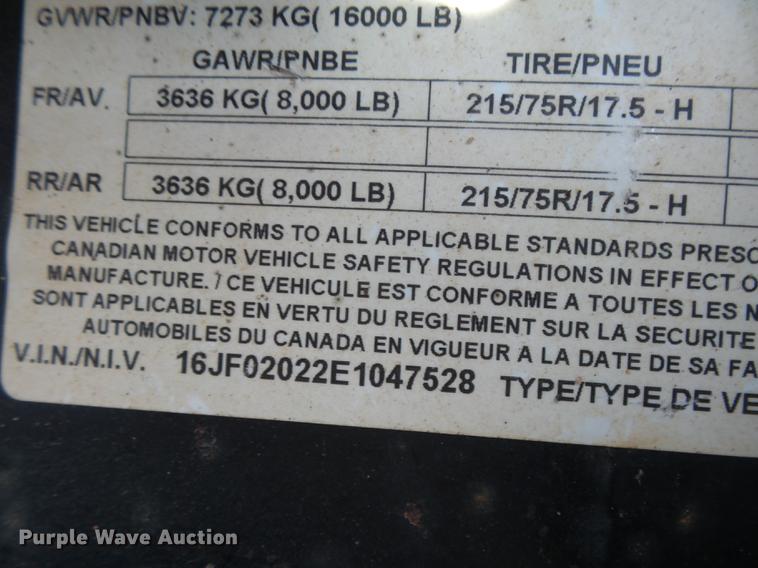 GVWR/PNBV: 7273 KG( 16000 LB)
GAWR/PNBE TIRE/PNEU
FR/AV. 3636 KG( 8,000 LB) 215/75R/17.5 - H
RR/AR 3636 KG( 8,000 LB) 215/75R/17.5 - H
THIS VEHICLE CONFORMS TO ALL APPLICABLE STANDARDS PRESC
CANADIAN MOTOR VEHICLE SAFETY REGULATIONS IN EFFECT O
MANUFACTURE. / CE VEHICULE EST CONFORME A TOUTES LES N
SONT APPLICABLES EN VERTU DU REGLEMENT SUR LA SECURITE
AUTOMOBILES DU CANADA EN VIGUEUR A LA DATE DE SA FA
V.I.N./N.I.V. 16JF02022E1047528 TYPE/TYPE DE VE
Purple Wave Auction